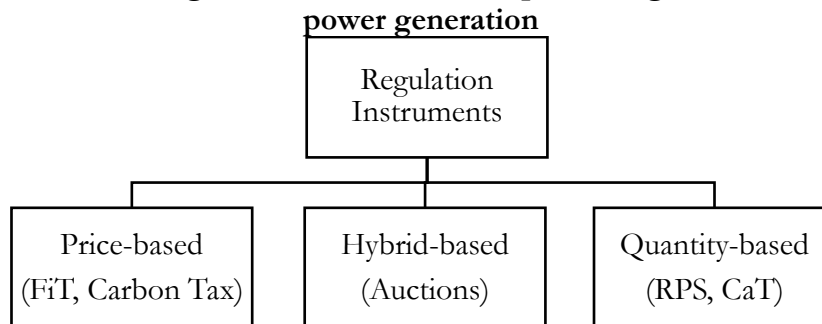 power generation
Regulation
Instruments
Price-based
(FiT, Carbon Tax)
Hybrid-based
(Auctions)
Quantity-based
(RPS, CaT)